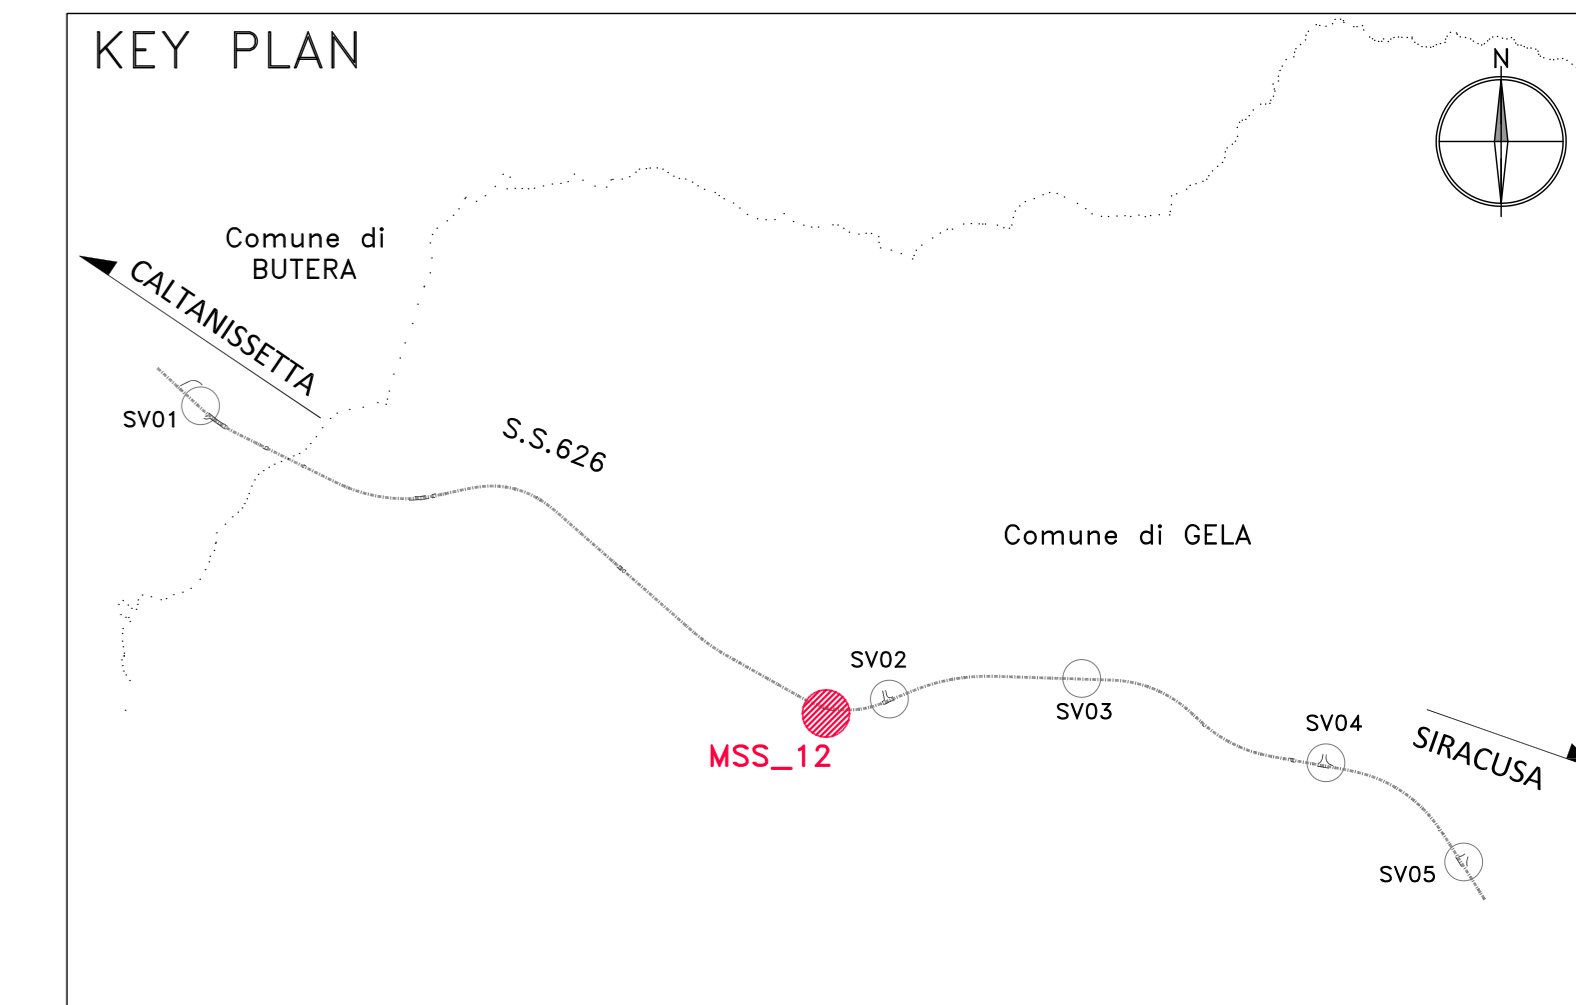 KEY PLAN
N
Comune di
BUTERA
CALTANISSETTA
SV01
S.S.626
Comune di GELA
SV02
SV03
MSS_12
SV04
SIRACUSA
SV05